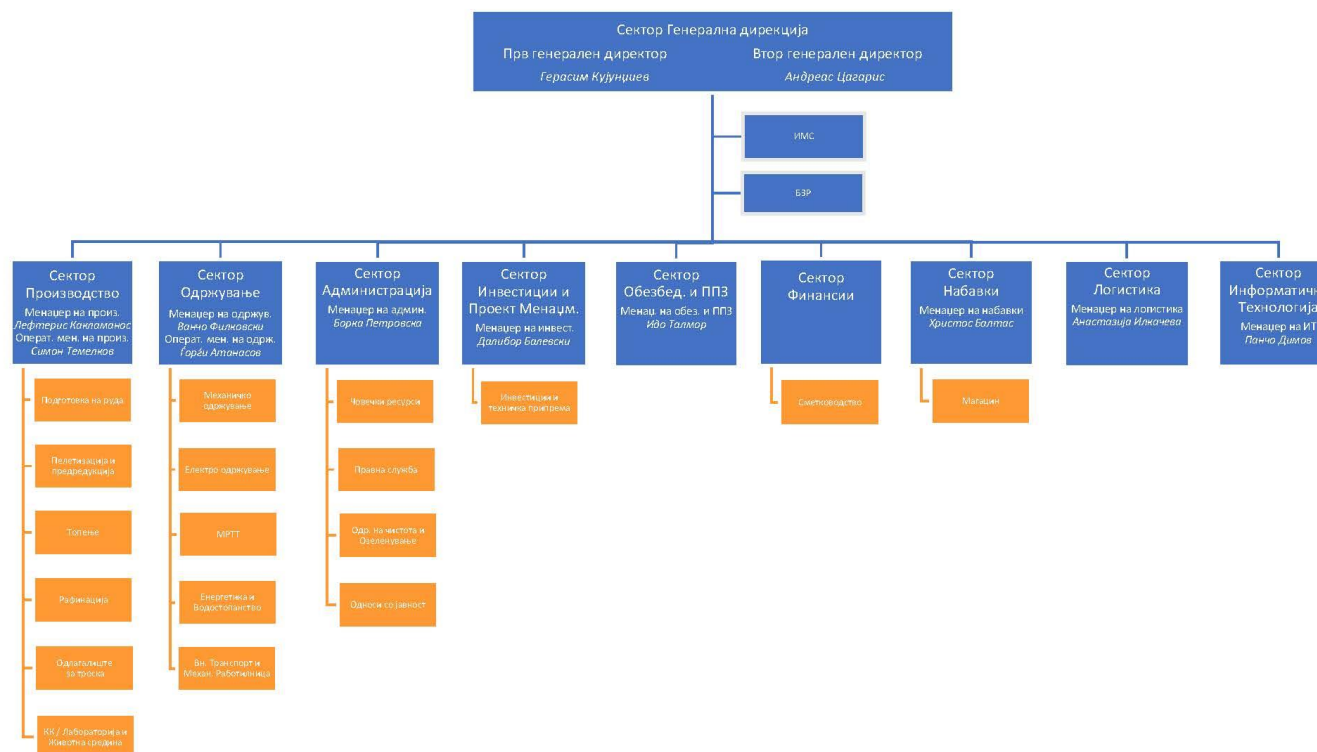 Сектор Генерална дирекција
Прв генерален директор
Втор генерален директор
Герасим Кујунџиев
Андреас Цагарис
ИМС
БЗР
Сектор
Производство
Менаџер на произ.
Лефтерис Какламанос
Операт. мен. на произ.
Симон Темелков
Сектор
Одржување
Менаџер на одржув.
Ванчо Филковски
Операт. мен. на одрж.
Ѓорѓи Атанасов
Сектор
Администрација
Менаџер на админ.
Борка Петровска
Сектор
Инвестиции и
Проект Менаџм.
Менаџер на инвест.
Далибор Балевски
Сектор
Обезбед. и ППЗ
Менаџ. на обез. и ППЗ
Идо Талмор
Сектор
Финансии
Сектор
Набавки
Менаџер на набавки
Христос Балтас
Сектор
Логистика
Менаџер на логистика
Анастазија Илкачева
Сектор
Информатичк
Технологија
Менаџер на ИТ
Панчо Димов
Подготовка на руда
Пелетизација и
предредукција
Топење
Рафинација
Одлагалиште
за троска
КК / Лабораторија и
Животна средина
Механичко
одржување
Електро одржување
МРТТ
Енергетика и
Водостопанство
Вн. Транспорт и
Механ. Работилница
Човечки ресурси
Правна служба
Одр. на чистота и
Озеленување
Односи со јавност
Инвестиции и
техничка припрема
Сметководство
Магацин